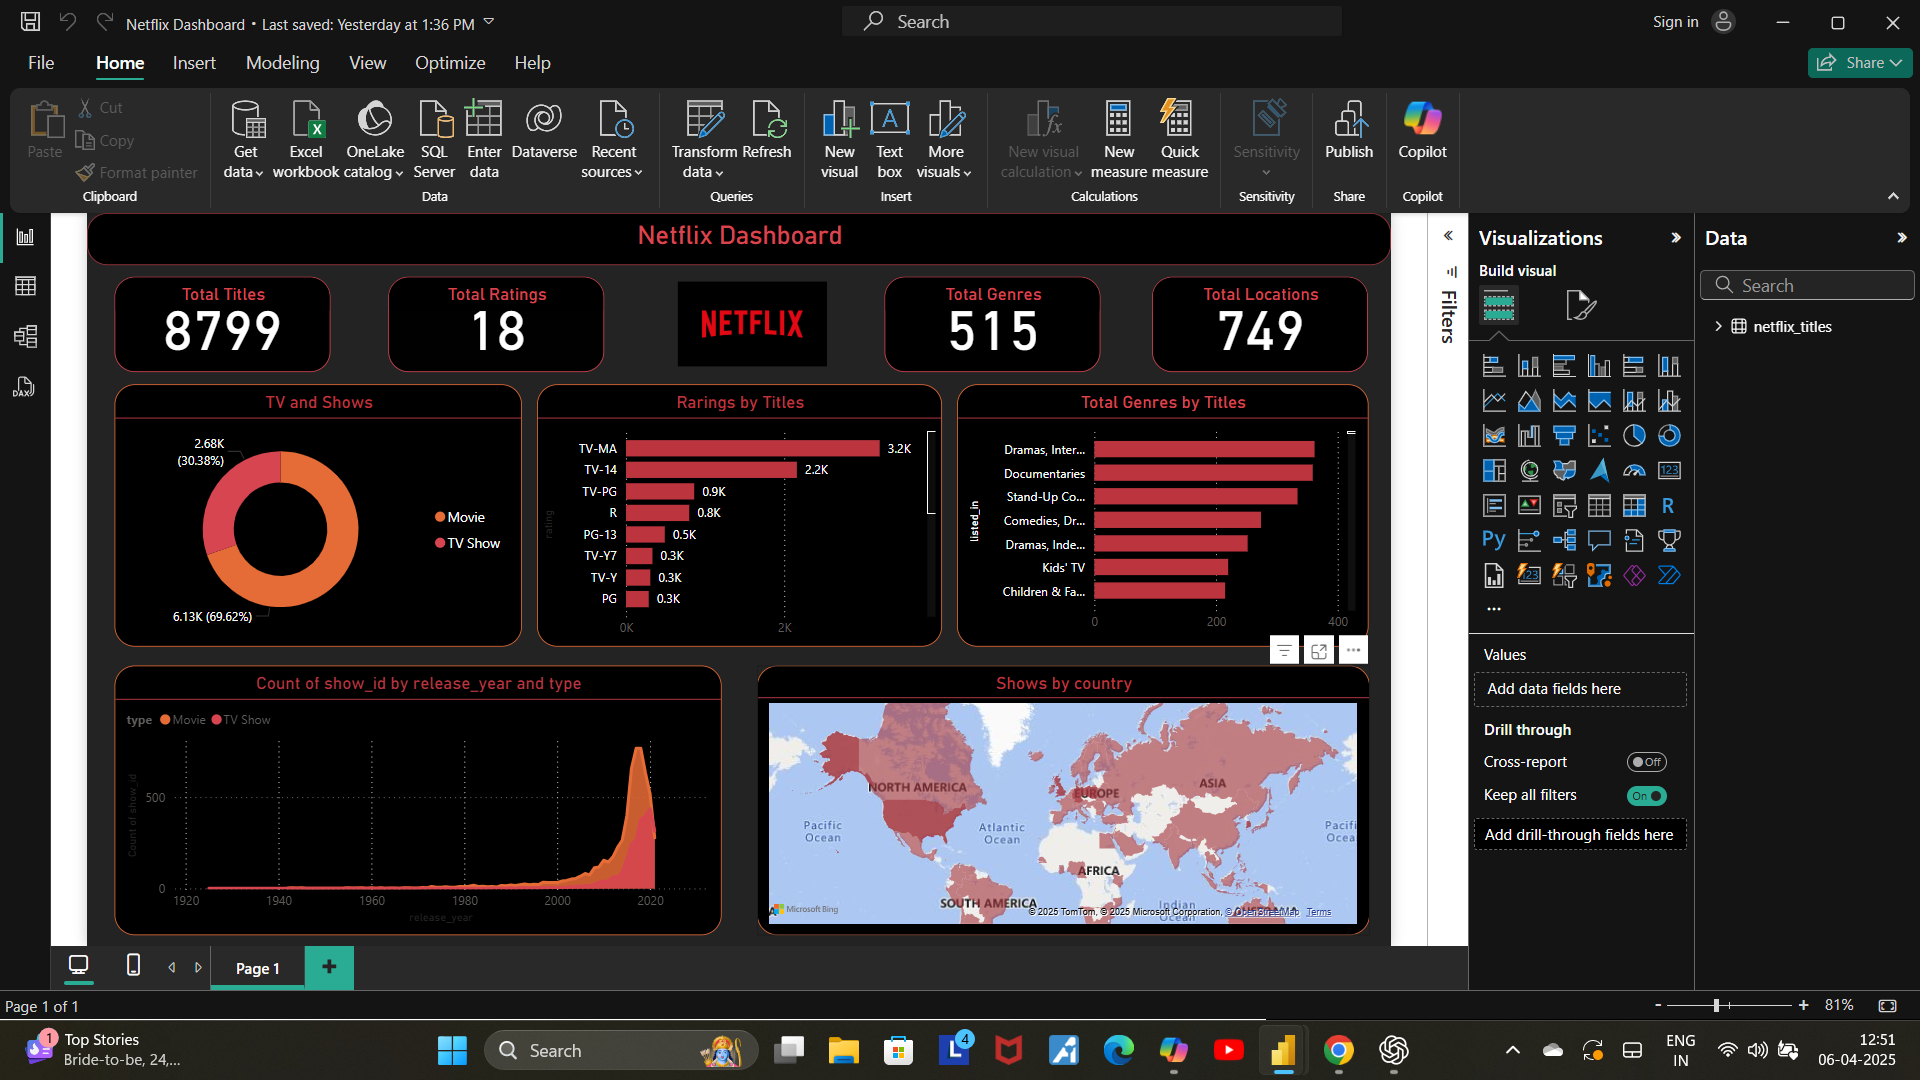 Netflix Dashboard • Last saved: Yesterday at 1:36 PM
Search
Sign in
File Home Insert Modeling View Optimize Help
Share
Paste
Cut
Copy
Format painter
Clipboard
Get data
Excel workbook
OneLake catalog
SQL Server
Enter data
Dataverse
Recent sources
Data
Transform data
Refresh
Queries
New visual
Text box
More visuals
Insert
New visual calculation
New measure
Quick measure
Calculations
Sensitivity
Sensitivity
Publish
Share
Copilot
Copilot
DAX
Netflix Dashboard
Total Titles
8799
Total Ratings
18
NETFLIX
Total Genres
515
Total Locations
749
TV and Shows
2.68K
(30.38%)
6.13K (69.62%)
Movie
TV Show
Rarings by Titles
rating
TV-MA 3.2K
TV-14 2.2K
TV-PG 0.9K
R 0.8K
PG-13 0.5K
TV-Y7 0.3K
TV-Y 0.3K
PG 0.3K
0K 2K
Total Genres by Titles
listed_in
Dramas, Inter...
Documentaries
Stand-Up Co...
Comedies, Dr...
Dramas, Inde...
Kids' TV
Children & Fa...
0 200 400
Count of show_id by release_year and type
type Movie TV Show
Count of show_id
500
0
1920 1940 1960 1980 2000 2020
release_year
Shows by country
NORTH AMERICA
EUROPE
ASIA
Pacific
Ocean
Atlantic
Ocean
Pacifi
Ocea
AFRICA
SOUTH AMERICA
Indian
Ocean
AUSTRALIA
Microsoft Bing
© 2025 TomTom, © 2025 Microsoft Corporation, © OpenStreetMap Terms
Filters
Visualizations
Build visual
123
R
Py
123
Values
Add data fields here
Drill through
Cross-report
Off
Keep all filters
On
Add drill-through fields here
Data
Search
netflix_titles
Page 1
Page 1 of 1
- + 81%
1
Top Stories
Bride-to-be, 24,...
Search
L
4
ENG
IN
12:51
06-04-2025